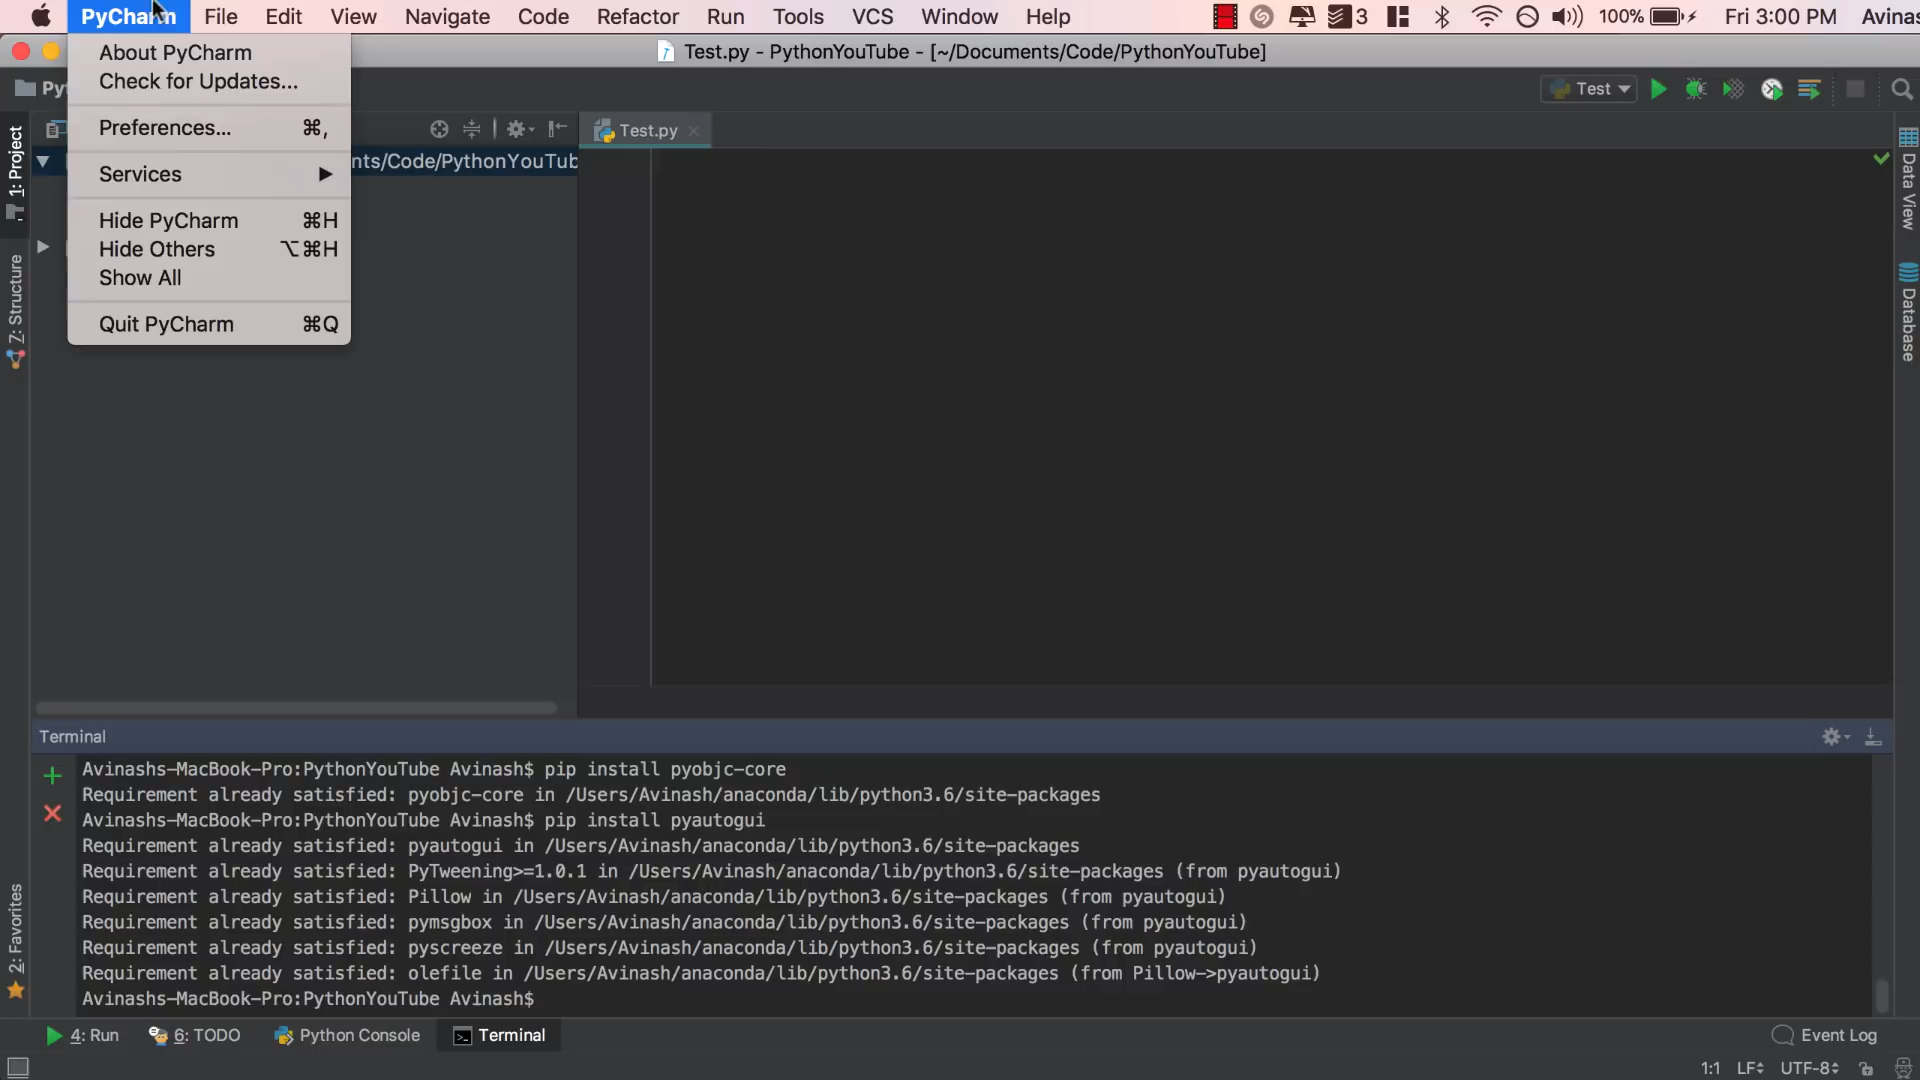 PyCharm File Edit View Navigate Code Refactor Run Tools VCS Window Help 3 100% Fri 3:00 PM Avinas
Test.py - PythonYouTube - [~/Documents/Code/PythonYouTube]
About PyCharm
Check for Updates...
Preferences... ⌘,
Services
Hide PyCharm ⌘H
Hide Others ⌥⌘H
Show All
Quit PyCharm ⌘Q
Pyt
Test
1: Project
nts/Code/PythonYouTub
Test.py
Z: Structure
Data View
Database
2: Favorites
Terminal
Avinashs-MacBook-Pro:PythonYouTube Avinash$ pip install pyobjc-core
Requirement already satisfied: pyobjc-core in /Users/Avinash/anaconda/lib/python3.6/site-packages
Avinashs-MacBook-Pro:PythonYouTube Avinash$ pip install pyautogui
Requirement already satisfied: pyautogui in /Users/Avinash/anaconda/lib/python3.6/site-packages
Requirement already satisfied: PyTweening>=1.0.1 in /Users/Avinash/anaconda/lib/python3.6/site-packages (from pyautogui)
Requirement already satisfied: Pillow in /Users/Avinash/anaconda/lib/python3.6/site-packages (from pyautogui)
Requirement already satisfied: pymsgbox in /Users/Avinash/anaconda/lib/python3.6/site-packages (from pyautogui)
Requirement already satisfied: pyscreeze in /Users/Avinash/anaconda/lib/python3.6/site-packages (from pyautogui)
Requirement already satisfied: olefile in /Users/Avinash/anaconda/lib/python3.6/site-packages (from Pillow->pyautogui)
Avinashs-MacBook-Pro:PythonYouTube Avinash$
4: Run 6: TODO Python Console Terminal Event Log
1:1 LF UTF-8